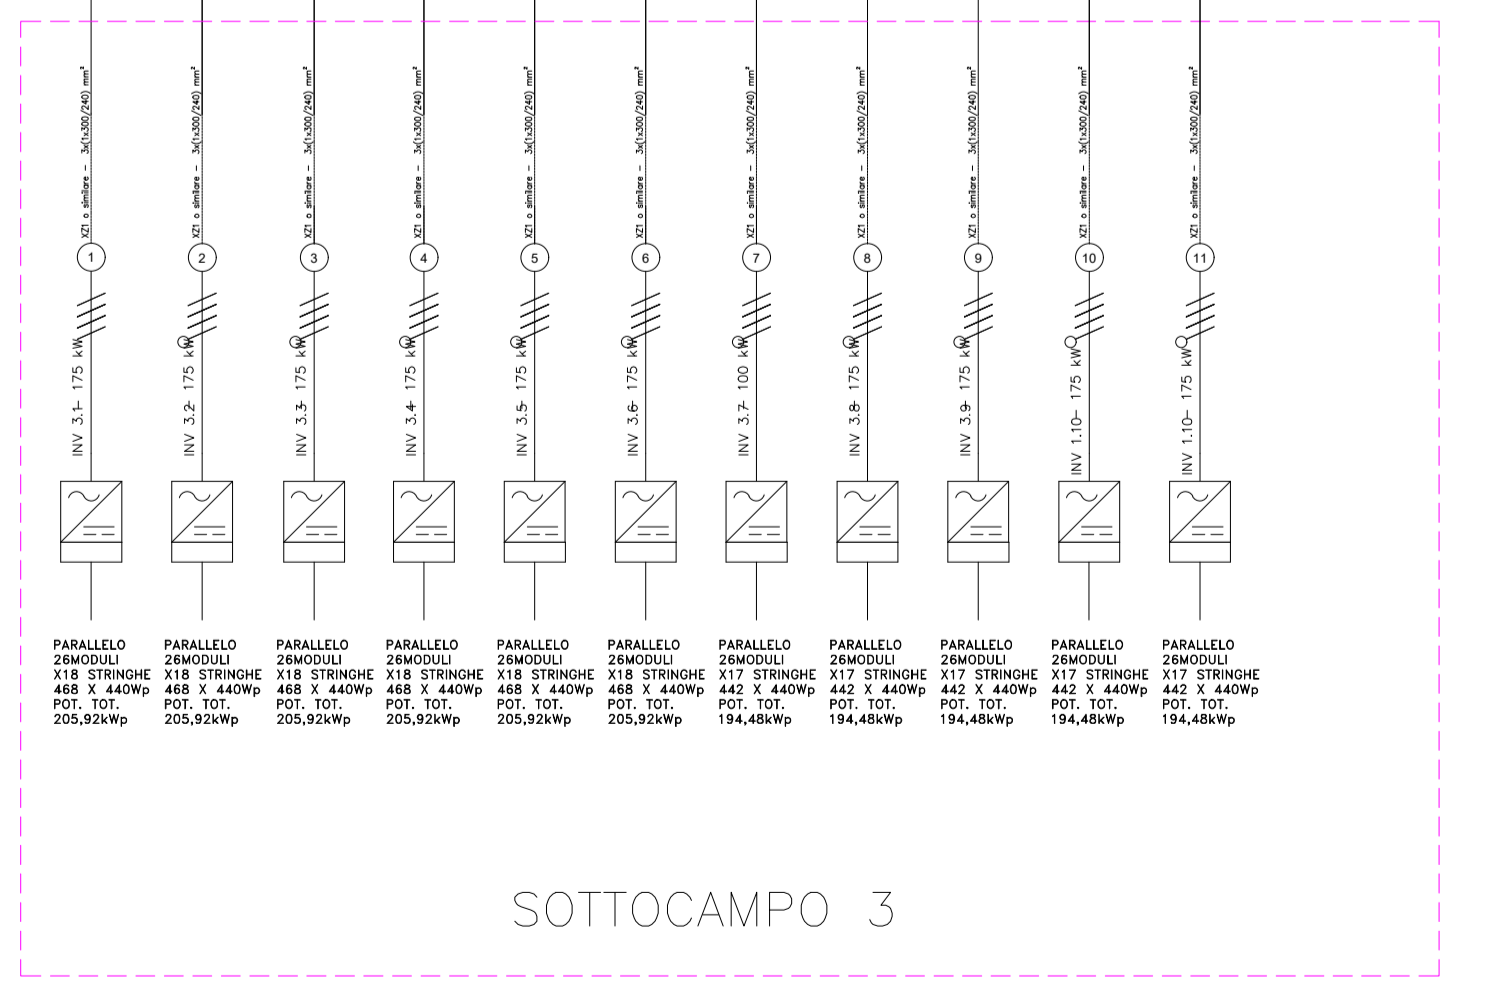 XZ1 o similare - 3x(1x300/240) mm²
XZ1 o similare - 3x(1x300/240) mm²
XZ1 o similare - 3x(1x300/240) mm²
XZ1 o similare - 3x(1x300/240) mm²
XZ1 o similare - 3x(1x300/240) mm²
XZ1 o similare - 3x(1x300/240) mm²
XZ1 o similare - 3x(1x300/240) mm²
XZ1 o similare - 3x(1x300/240) mm²
XZ1 o similare - 3x(1x300/240) mm²
XZ1 o similare - 3x(1x300/240) mm²
XZ1 o similare - 3x(1x300/240) mm²
1
2
3
4
5
6
7
8
9
10
11
INV 3.1- 175 kW
INV 3.2- 175 kW
INV 3.3- 175 kW
INV 3.4- 175 kW
INV 3.5- 175 kW
INV 3.6- 175 kW
INV 3.7- 100 kW
INV 3.8- 175 kW
INV 3.9- 175 kW
INV 1.10- 175 kW
INV 1.10- 175 kW
PARALLELO
26MODULI
X18 STRINGHE
468 X 440Wp
POT. TOT.
205,92kWp
PARALLELO
26MODULI
X18 STRINGHE
468 X 440Wp
POT. TOT.
205,92kWp
PARALLELO
26MODULI
X18 STRINGHE
468 X 440Wp
POT. TOT.
205,92kWp
PARALLELO
26MODULI
X18 STRINGHE
468 X 440Wp
POT. TOT.
205,92kWp
PARALLELO
26MODULI
X18 STRINGHE
468 X 440Wp
POT. TOT.
205,92kWp
PARALLELO
26MODULI
X18 STRINGHE
468 X 440Wp
POT. TOT.
205,92kWp
PARALLELO
26MODULI
X17 STRINGHE
442 X 440Wp
POT. TOT.
194,48kWp
PARALLELO
26MODULI
X17 STRINGHE
442 X 440Wp
POT. TOT.
194,48kWp
PARALLELO
26MODULI
X17 STRINGHE
442 X 440Wp
POT. TOT.
194,48kWp
PARALLELO
26MODULI
X17 STRINGHE
442 X 440Wp
POT. TOT.
194,48kWp
PARALLELO
26MODULI
X17 STRINGHE
442 X 440Wp
POT. TOT.
194,48kWp
SOTTOCAMPO 3